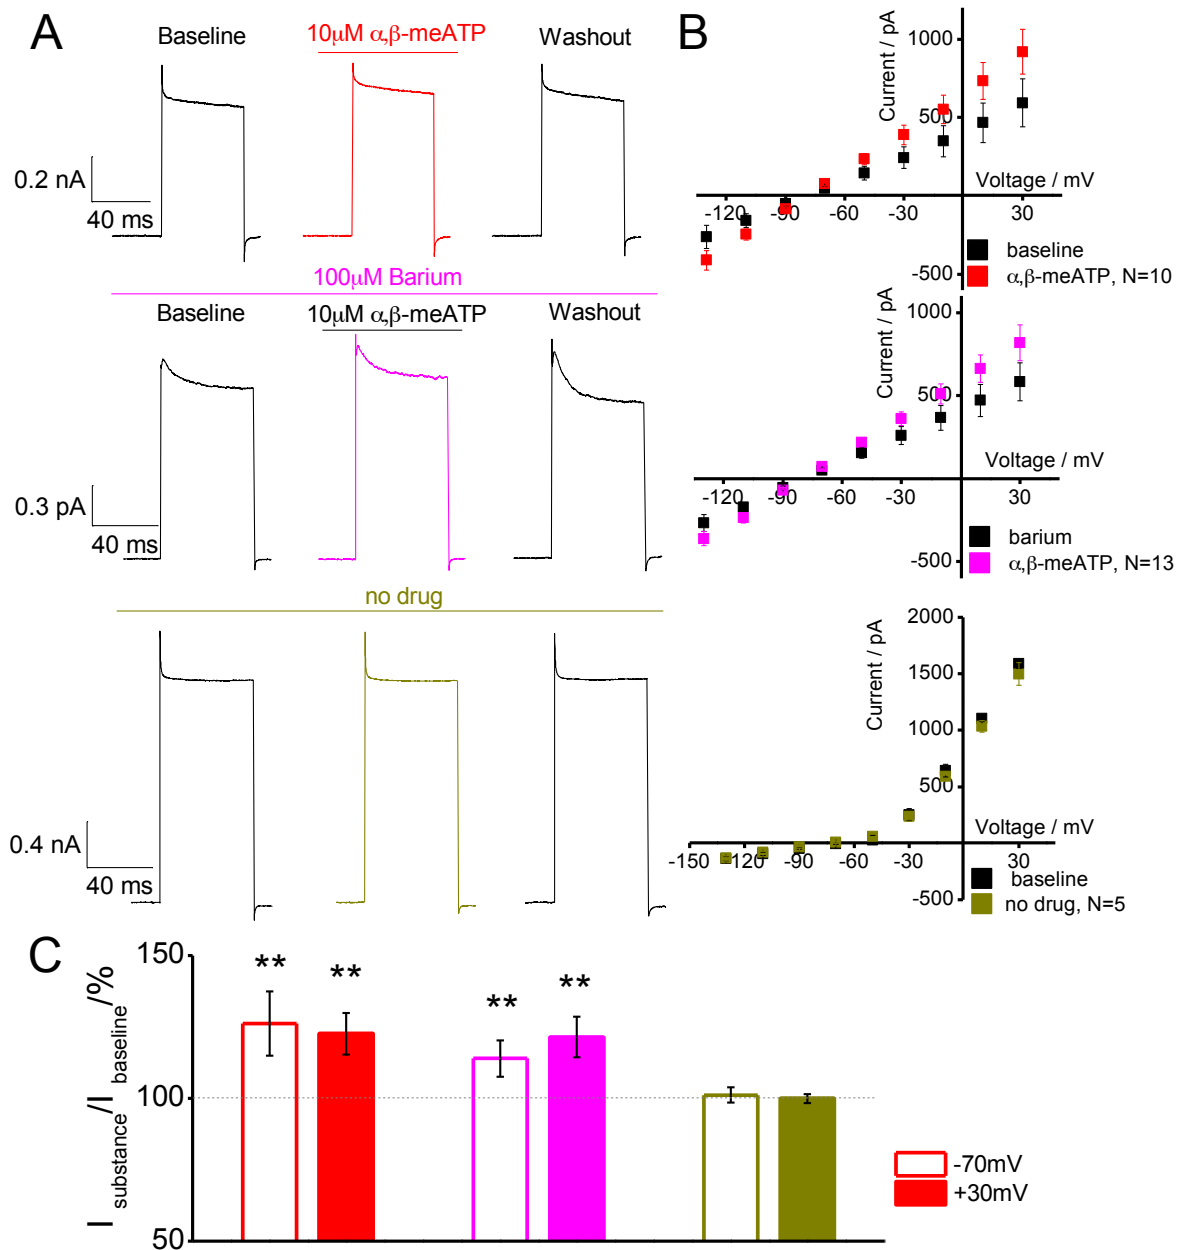 A
Baseline
10μM α,β-meATP
Washout
0.2 nA
40 ms
100μM Barium
Baseline
10μM α,β-meATP
Washout
0.3 pA
40 ms
no drug
0.4 nA
40 ms
B
Current / pA
1000
500
Voltage / mV
-120 -90 -60 -30 30
-500
baseline
α,β-meATP, N=10
Current / pA
1000
500
Voltage / mV
-120 -90 -60 -30 30
-500
barium
α,β-meATP, N=13
Current / pA
2000
1500
1000
500
Voltage / mV
-150 -120 -90 -60 -30 30
-500
baseline
no drug, N=5
C
I substance/I baseline/%
150
100
50
** ** ** **
-70mV
+30mV